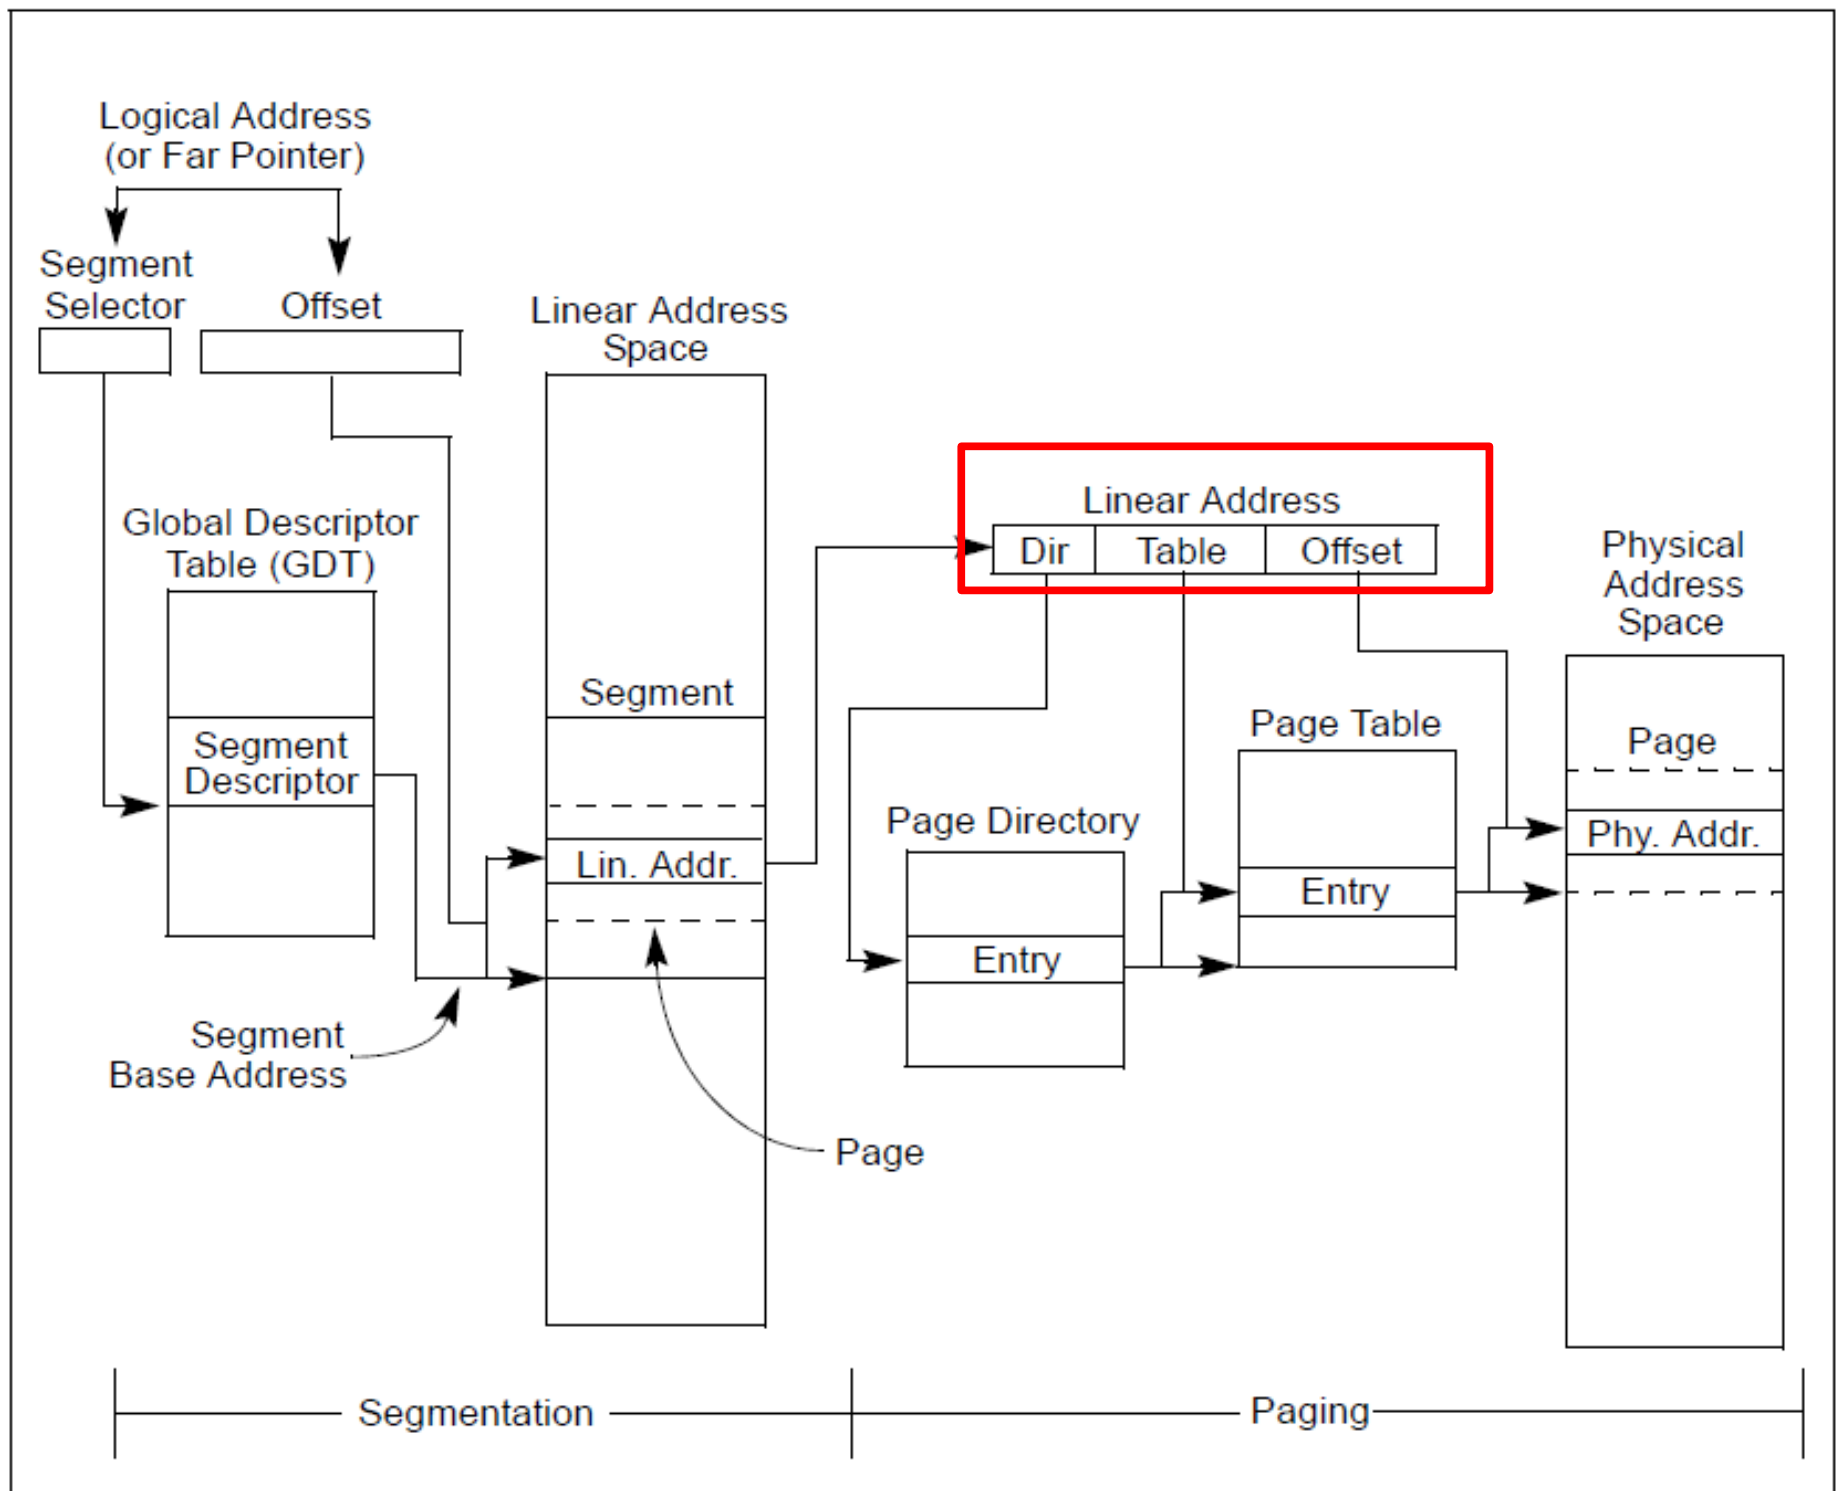 Logical Address
(or Far Pointer)
Segment
Selector
Offset
Linear Address
Space
Global Descriptor
Table (GDT)
Segment
Descriptor
Segment
Lin. Addr.
Segment
Base Address
Page
Linear Address
Dir
Table
Offset
Page Directory
Entry
Page Table
Entry
Physical
Address
Space
Page
Phy. Addr.
Segmentation
Paging